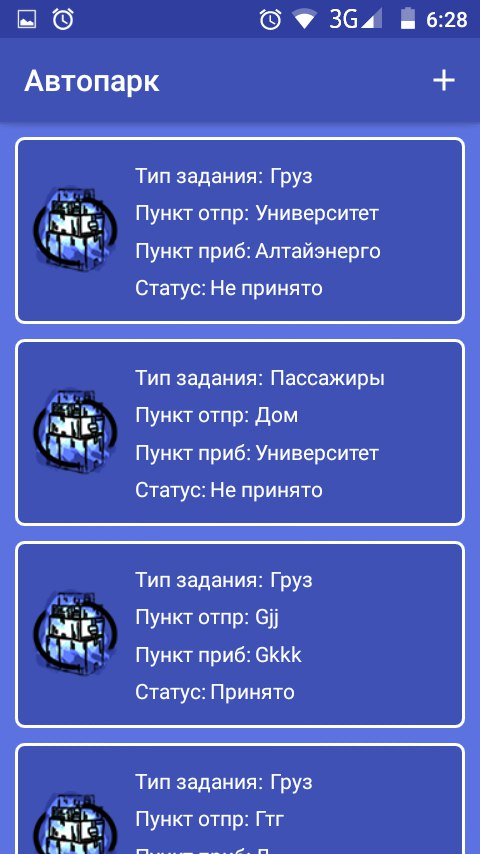 3G 6:28
Автопарк
Тип задания: Груз
Пункт отпр: Университет
Пункт приб: Алтайэнерго
Статус: Не принято
Тип задания: Пассажиры
Пункт отпр: Дом
Пункт приб: Университет
Статус: Не принято
Тип задания: Груз
Пункт отпр: Gjj
Пункт приб: Gkkk
Статус: Принято
Тип задания: Груз
Пункт отпр: Гтг
Пункт приб: